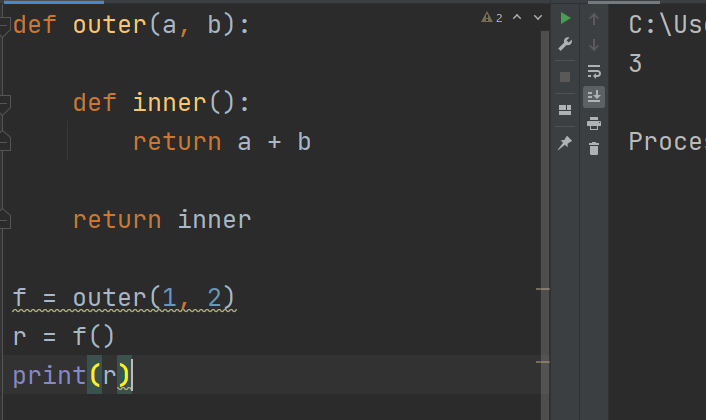 def outer(a, b):
    def inner():
        return a + b
    return inner
f = outer(1, 2)
r = f()
print(r)
2
C:\Use
3
Proces